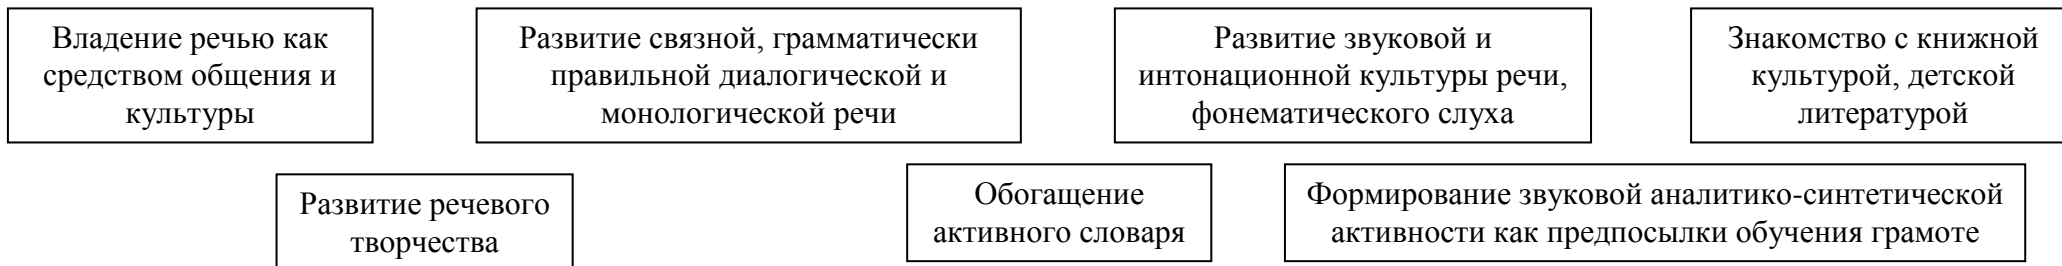 Владение речью как
средством общения и
культуры
Развитие связной, грамматически
правильной диалогической и
монологической речи
Развитие звуковой и
интонационной культуры речи,
фонематического слуха
Знакомство с книжной
культурой, детской
литературой
Развитие речевого
творчества
Обогащение
активного словаря
Формирование звуковой аналитико-синтетической
активности как предпосылки обучения грамоте